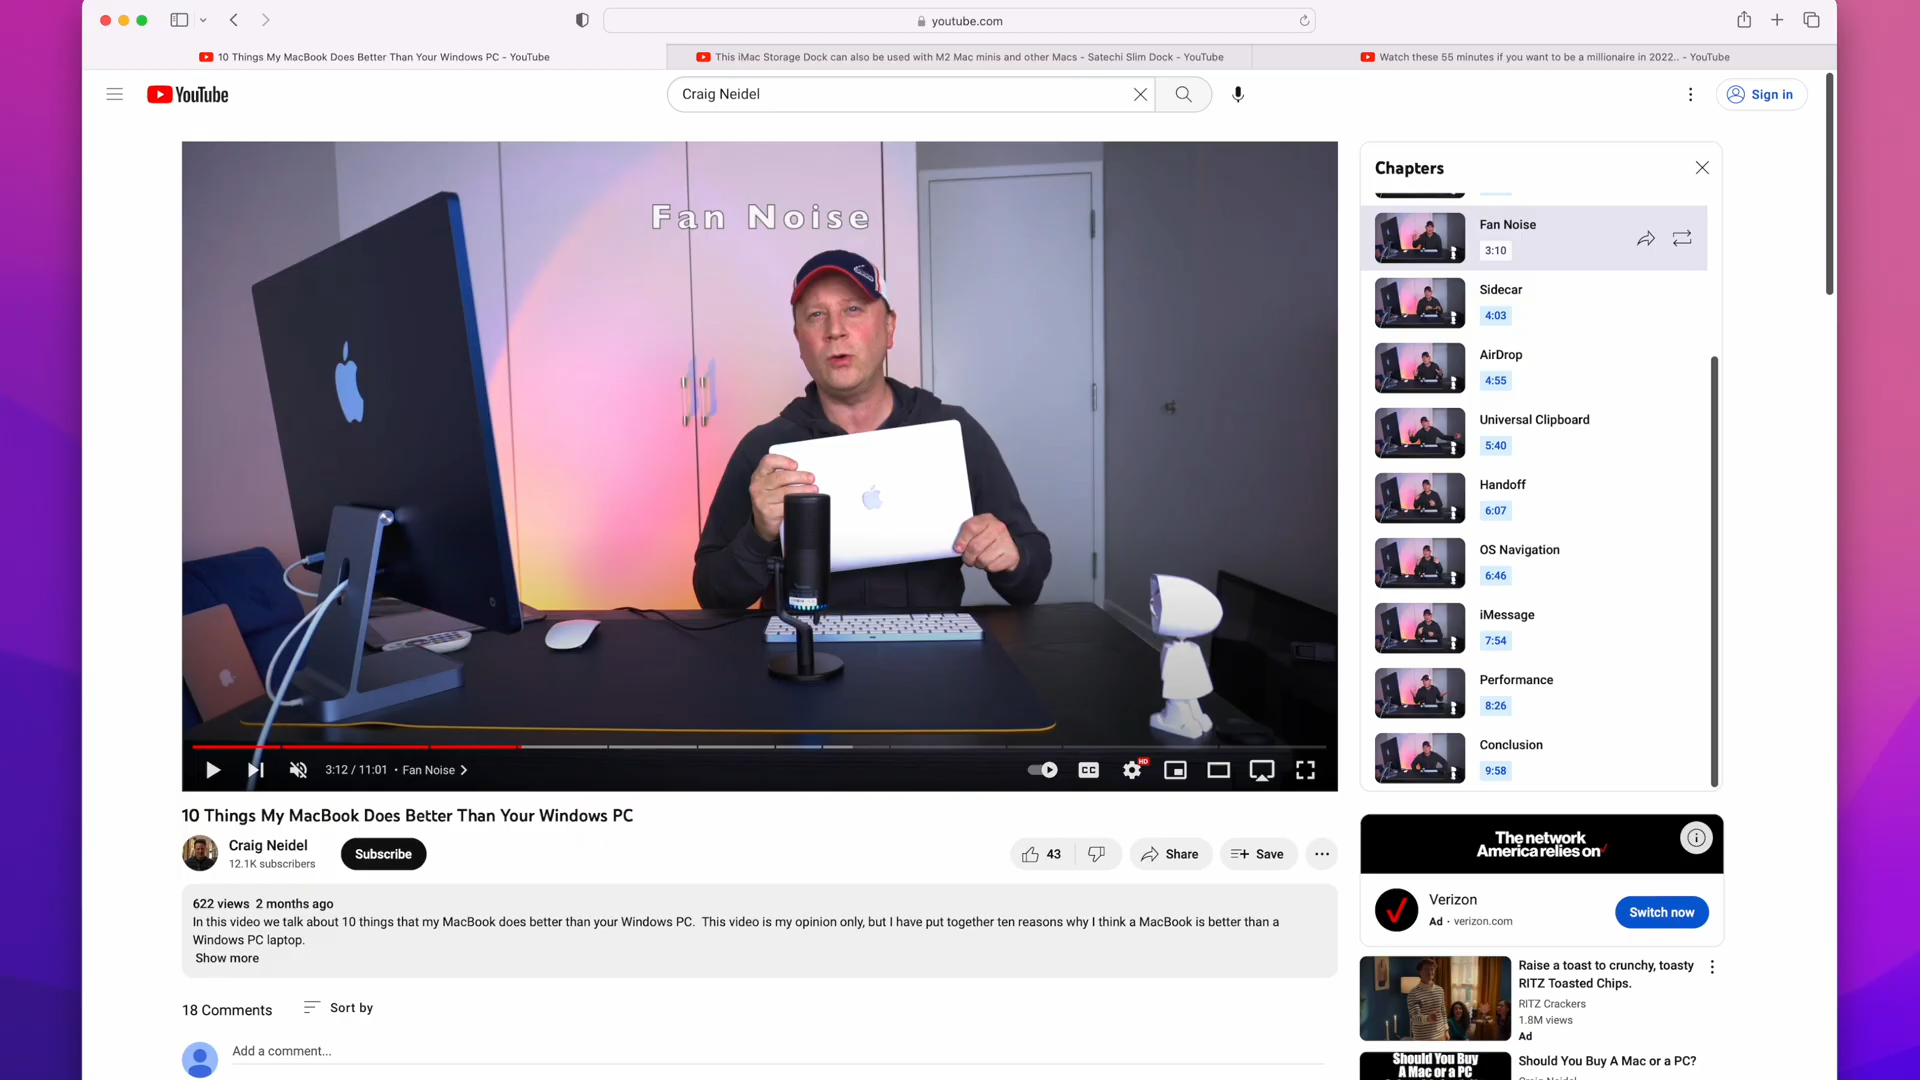 youtube.com
10 Things My MacBook Does Better Than Your Windows PC - YouTube
This iMac Storage Dock can also be used with M2 Mac minis and other Macs - Satechi Slim Dock - YouTube
Watch these 55 minutes if you want to be a millionaire in 2022.. - YouTube
YouTube
Craig Neidel
Sign in
Fan Noise
3:12 / 11:01 • Fan Noise
CC
HD
Chapters
Fan Noise
3:10
Sidecar
4:03
AirDrop
4:55
Universal Clipboard
5:40
Handoff
6:07
OS Navigation
6:46
iMessage
7:54
Performance
8:26
Conclusion
9:58
10 Things My MacBook Does Better Than Your Windows PC
Craig Neidel
12.1K subscribers
Subscribe
43
Share
Save
622 views 2 months ago
In this video we talk about 10 things that my MacBook does better than your Windows PC. This video is my opinion only, but I have put together ten reasons why I think a MacBook is better than a
Windows PC laptop.
Show more
18 Comments
Sort by
Add a comment...
The network
America relies on
Verizon
Ad · verizon.com
Switch now
Raise a toast to crunchy, toasty
RITZ Toasted Chips.
RITZ Crackers
1.8M views
Ad
Should You Buy
A Mac or a PC
Should You Buy A Mac or a PC?
Craig Neidel